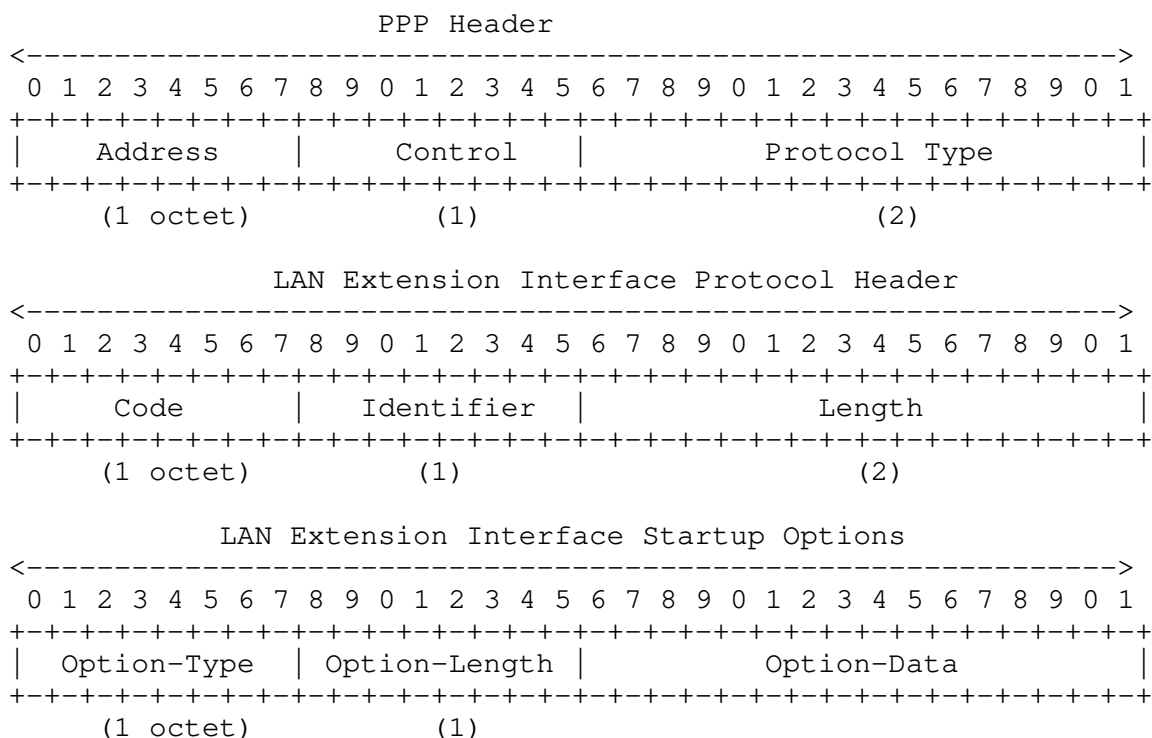 PPP Header
<-------------------------------------------------------------->
 0 1 2 3 4 5 6 7 8 9 0 1 2 3 4 5 6 7 8 9 0 1 2 3 4 5 6 7 8 9 0 1
+-+-+-+-+-+-+-+-+-+-+-+-+-+-+-+-+-+-+-+-+-+-+-+-+-+-+-+-+-+-+-+-+
|    Address    |    Control    |         Protocol Type         |
+-+-+-+-+-+-+-+-+-+-+-+-+-+-+-+-+-+-+-+-+-+-+-+-+-+-+-+-+-+-+-+-+
     (1 octet)          (1)                      (2)
               LAN Extension Interface Protocol Header
<-------------------------------------------------------------->
 0 1 2 3 4 5 6 7 8 9 0 1 2 3 4 5 6 7 8 9 0 1 2 3 4 5 6 7 8 9 0 1
+-+-+-+-+-+-+-+-+-+-+-+-+-+-+-+-+-+-+-+-+-+-+-+-+-+-+-+-+-+-+-+-+
|     Code      |   Identifier  |             Length            |
+-+-+-+-+-+-+-+-+-+-+-+-+-+-+-+-+-+-+-+-+-+-+-+-+-+-+-+-+-+-+-+-+
     (1 octet)         (1)                      (2)
            LAN Extension Interface Startup Options
<-------------------------------------------------------------->
 0 1 2 3 4 5 6 7 8 9 0 1 2 3 4 5 6 7 8 9 0 1 2 3 4 5 6 7 8 9 0 1
+-+-+-+-+-+-+-+-+-+-+-+-+-+-+-+-+-+-+-+-+-+-+-+-+-+-+-+-+-+-+-+-+
|  Option-Type  | Option-Length |          Option-Data          |
+-+-+-+-+-+-+-+-+-+-+-+-+-+-+-+-+-+-+-+-+-+-+-+-+-+-+-+-+-+-+-+-+
     (1 octet)          (1)